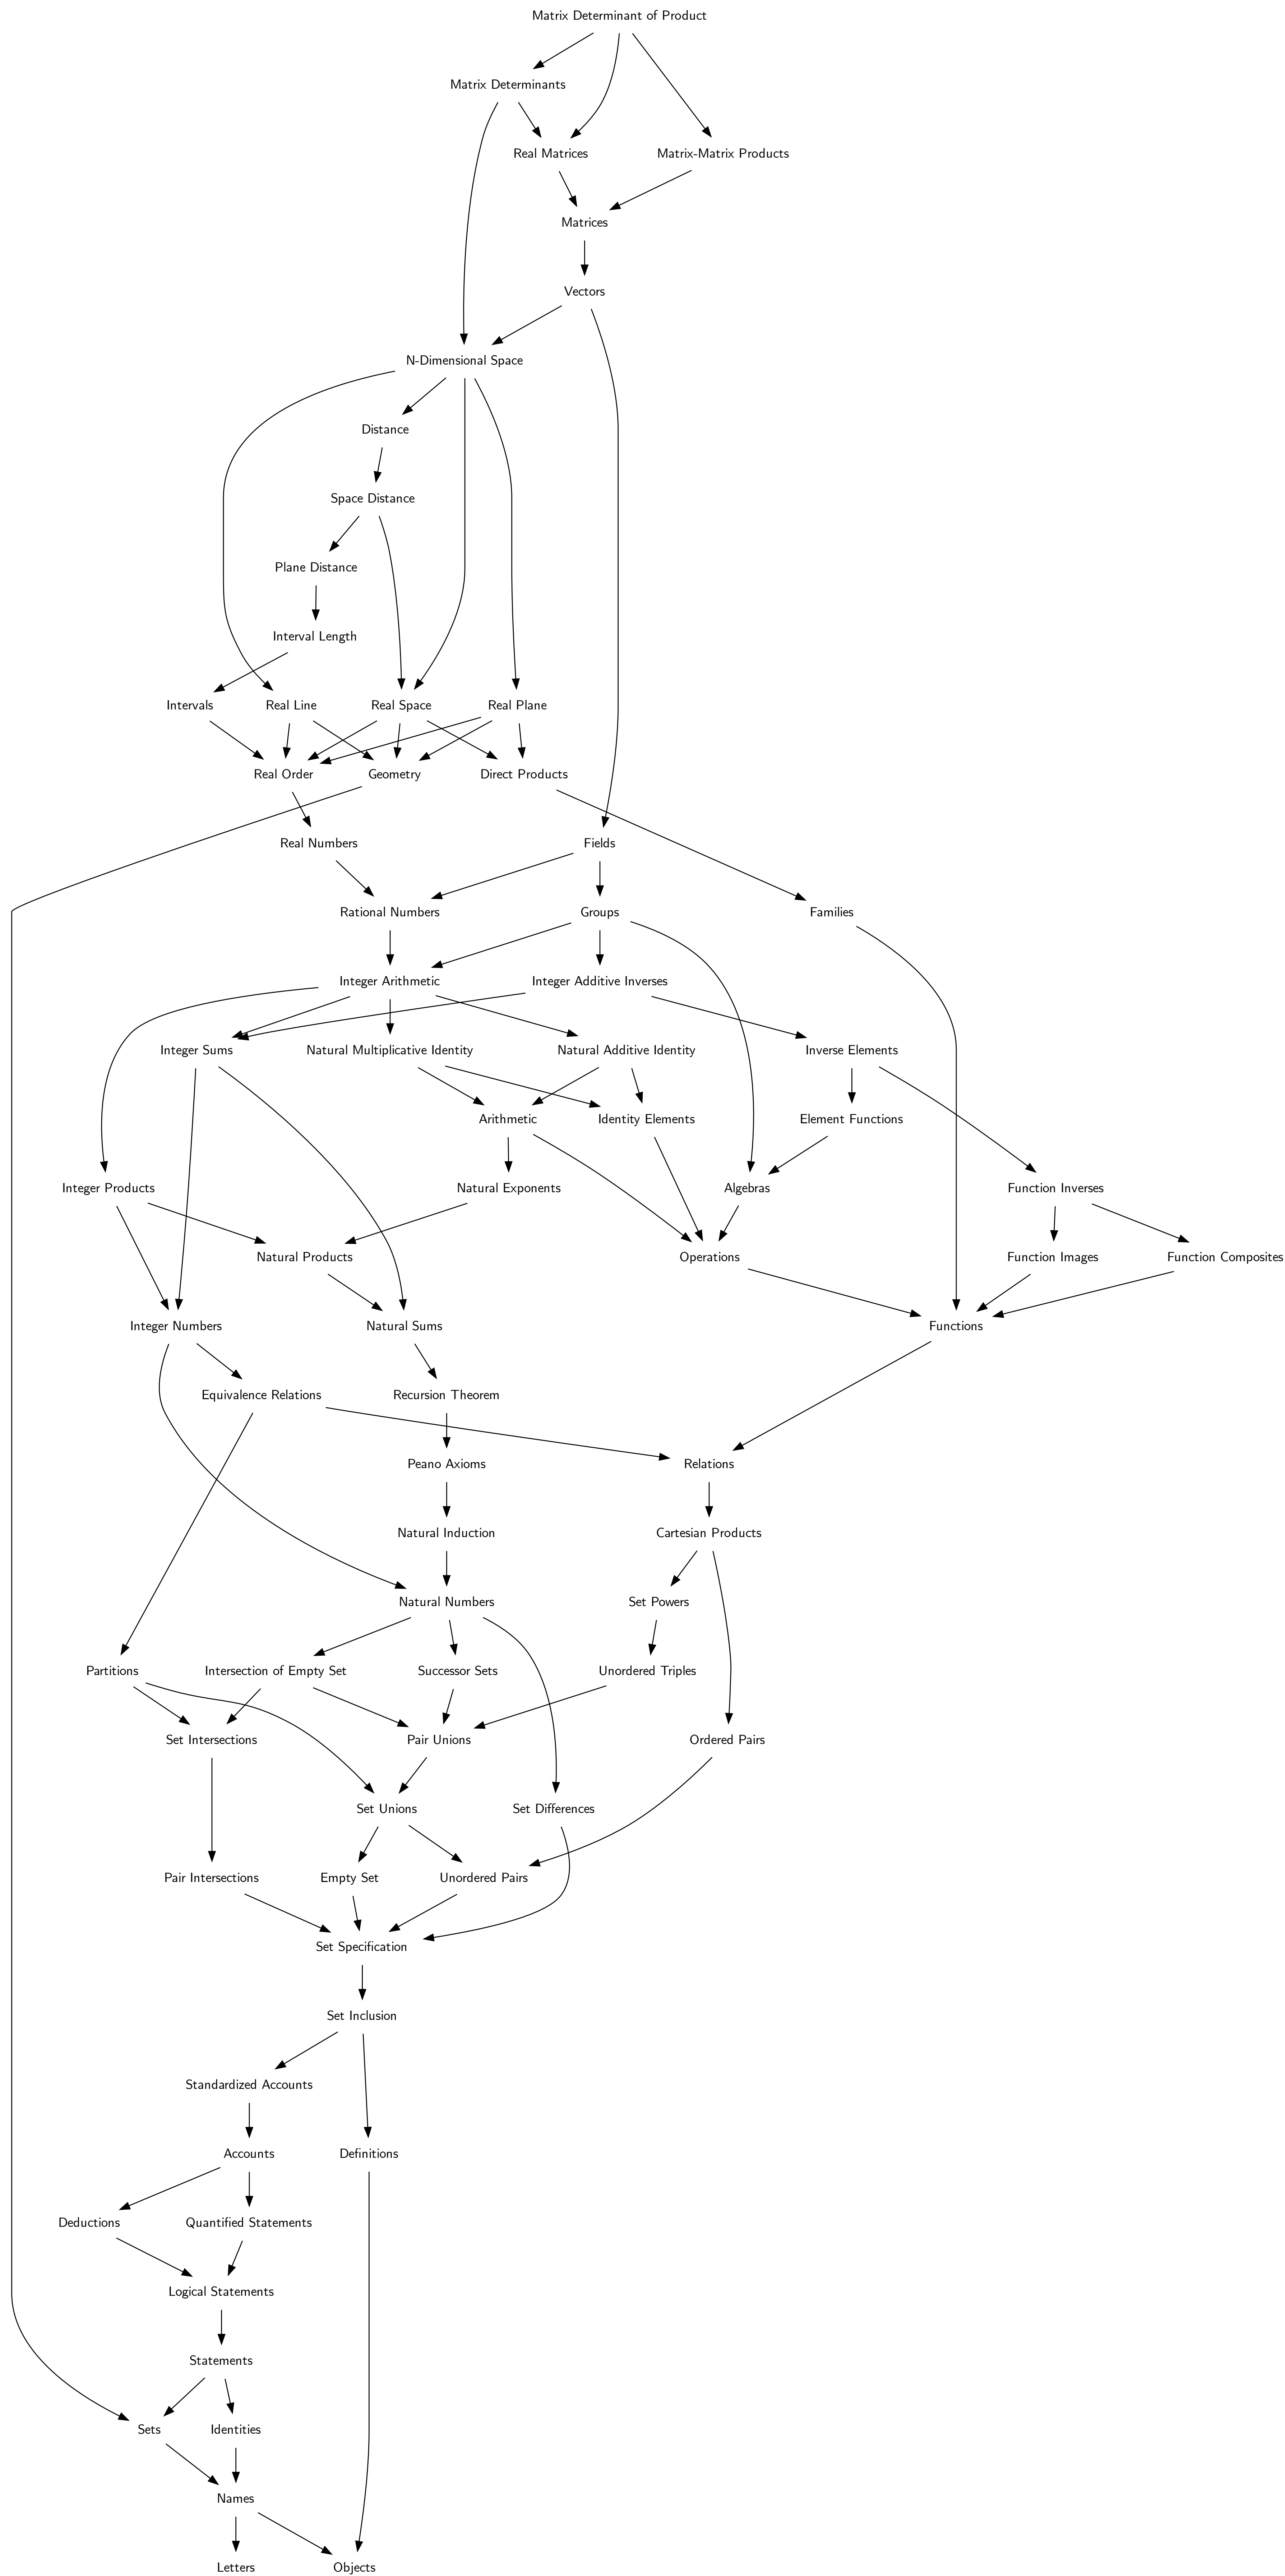 Matrix Determinant of Product
Matrix Determinants
Real Matrices
Matrix-Matrix Products
Matrices
Vectors
N-Dimensional Space
Distance
Space Distance
Plane Distance
Interval Length
Intervals
Real Line
Real Space
Real Plane
Real Order
Geometry
Direct Products
Real Numbers
Fields
Rational Numbers
Groups
Families
Integer Arithmetic
Integer Additive Inverses
Integer Sums
Natural Multiplicative Identity
Natural Additive Identity
Inverse Elements
Arithmetic
Identity Elements
Element Functions
Integer Products
Natural Exponents
Algebras
Function Inverses
Natural Products
Operations
Function Images
Function Composites
Integer Numbers
Natural Sums
Functions
Equivalence Relations
Recursion Theorem
Peano Axioms
Relations
Natural Induction
Cartesian Products
Natural Numbers
Set Powers
Partitions
Intersection of Empty Set
Successor Sets
Unordered Triples
Set Intersections
Pair Unions
Ordered Pairs
Set Unions
Set Differences
Pair Intersections
Empty Set
Unordered Pairs
Set Specification
Set Inclusion
Standardized Accounts
Accounts
Definitions
Deductions
Quantified Statements
Logical Statements
Statements
Sets
Identities
Names
Letters
Objects